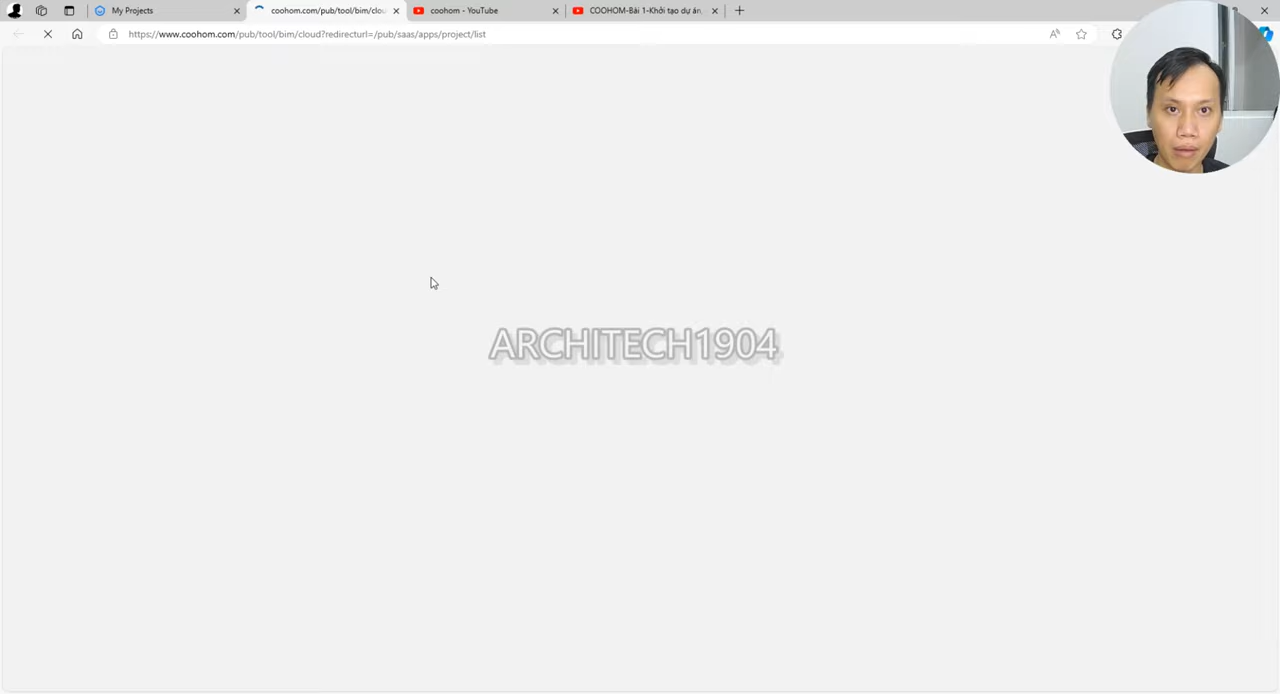 My Projects
coohom.com/pub/tool/bim/clou
coohom - YouTube
COOHOM-Bài 1-Khởi tạo dự án,
https://www.coohom.com/pub/tool/bim/cloud?redirecturl=/pub/saas/apps/project/list
ARCHITECH1904